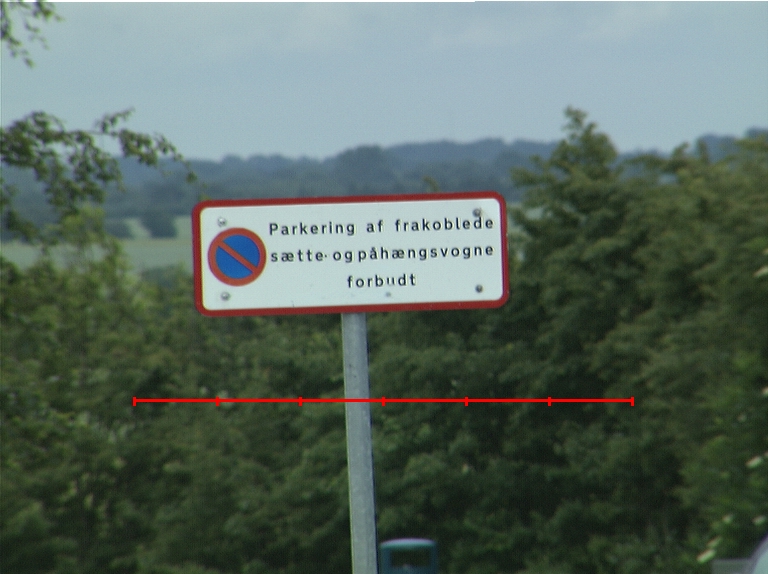 Parkering af frakoblede
sætte- og påhængsvogne
forbudt